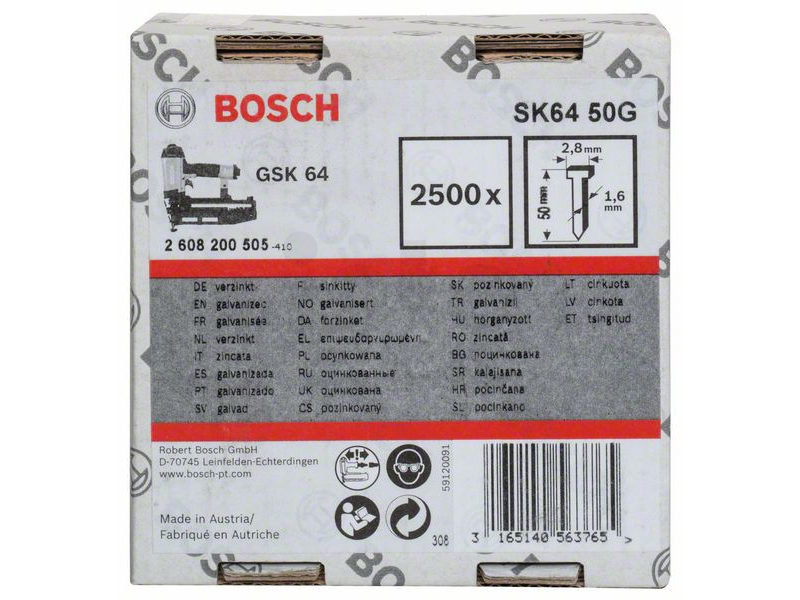 BOSCH
SK64 50G
GSK 64
2500x
2,8 mm
50 mm
1,6 mm
2 608 200 505 -410
DE verzinkt
EN galvanized
FR galvanisée
NL verzinkt
IT zincata
ES galvanizada
PT galvanizado
SV galvad
FI sinkitty
NO galvanisert
DA forzinket
EL επιψευδαργυρωμένη
PL ocynkowana
RU оцинкованные
UK оцинкована
CS pozinkovaný
SK pozinkovaný
TR galvanizli
HU horganyzott
RO zincată
BG поцинкована
SR kalajisana
HR pocinčana
SL pocinkano
LT cinkuota
LV cinkota
ET tsingitud
Robert Bosch GmbH
D-70745 Leinfelden-Echterdingen
www.bosch-pt.com
Made in Austria/
Fabriqué en Autriche
59120091
308
3 165140 563765 >